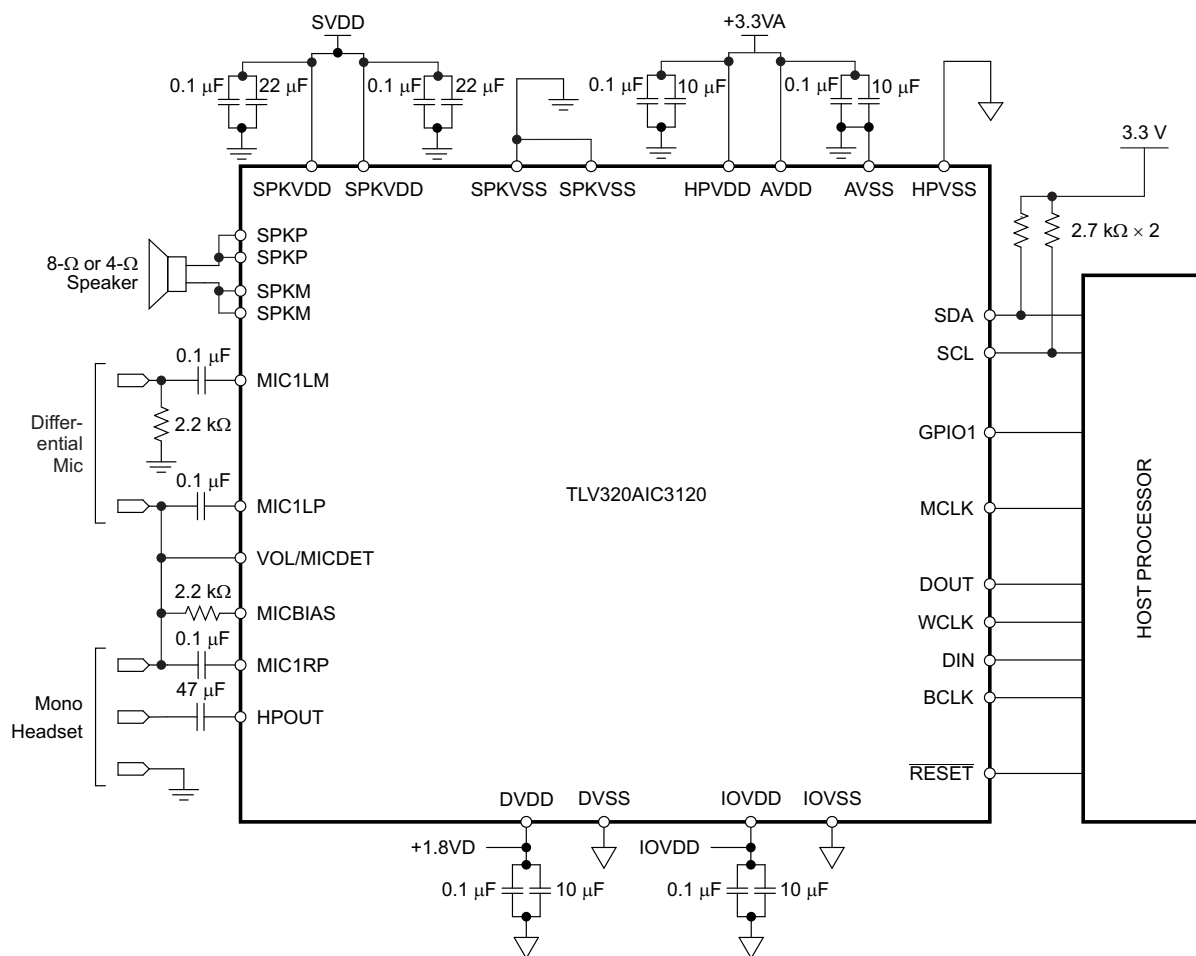 SVDD
+3.3VA
0.1 μF
22 μF
0.1 μF
22 μF
0.1 μF
10 μF
0.1 μF
10 μF
3.3 V
SPKVDD
SPKVDD
SPKVSS
SPKVSS
HPVDD
AVDD
AVSS
HPVSS
2.7 kΩ × 2
8-Ω or 4-Ω
Speaker
SPKP
SPKP
SPKM
SPKM
SDA
SCL
0.1 μF
MIC1LM
2.2 kΩ
Differ-
ential
Mic
GPIO1
0.1 μF
MIC1LP
TLV320AIC3120
MCLK
HOST PROCESSOR
VOL/MICDET
2.2 kΩ
MICBIAS
DOUT
WCLK
0.1 μF
MIC1RP
DIN
47 μF
HPOUT
BCLK
Mono
Headset
RESET
DVDD
DVSS
IOVDD
IOVSS
+1.8VD
IOVDD
0.1 μF
10 μF
0.1 μF
10 μF